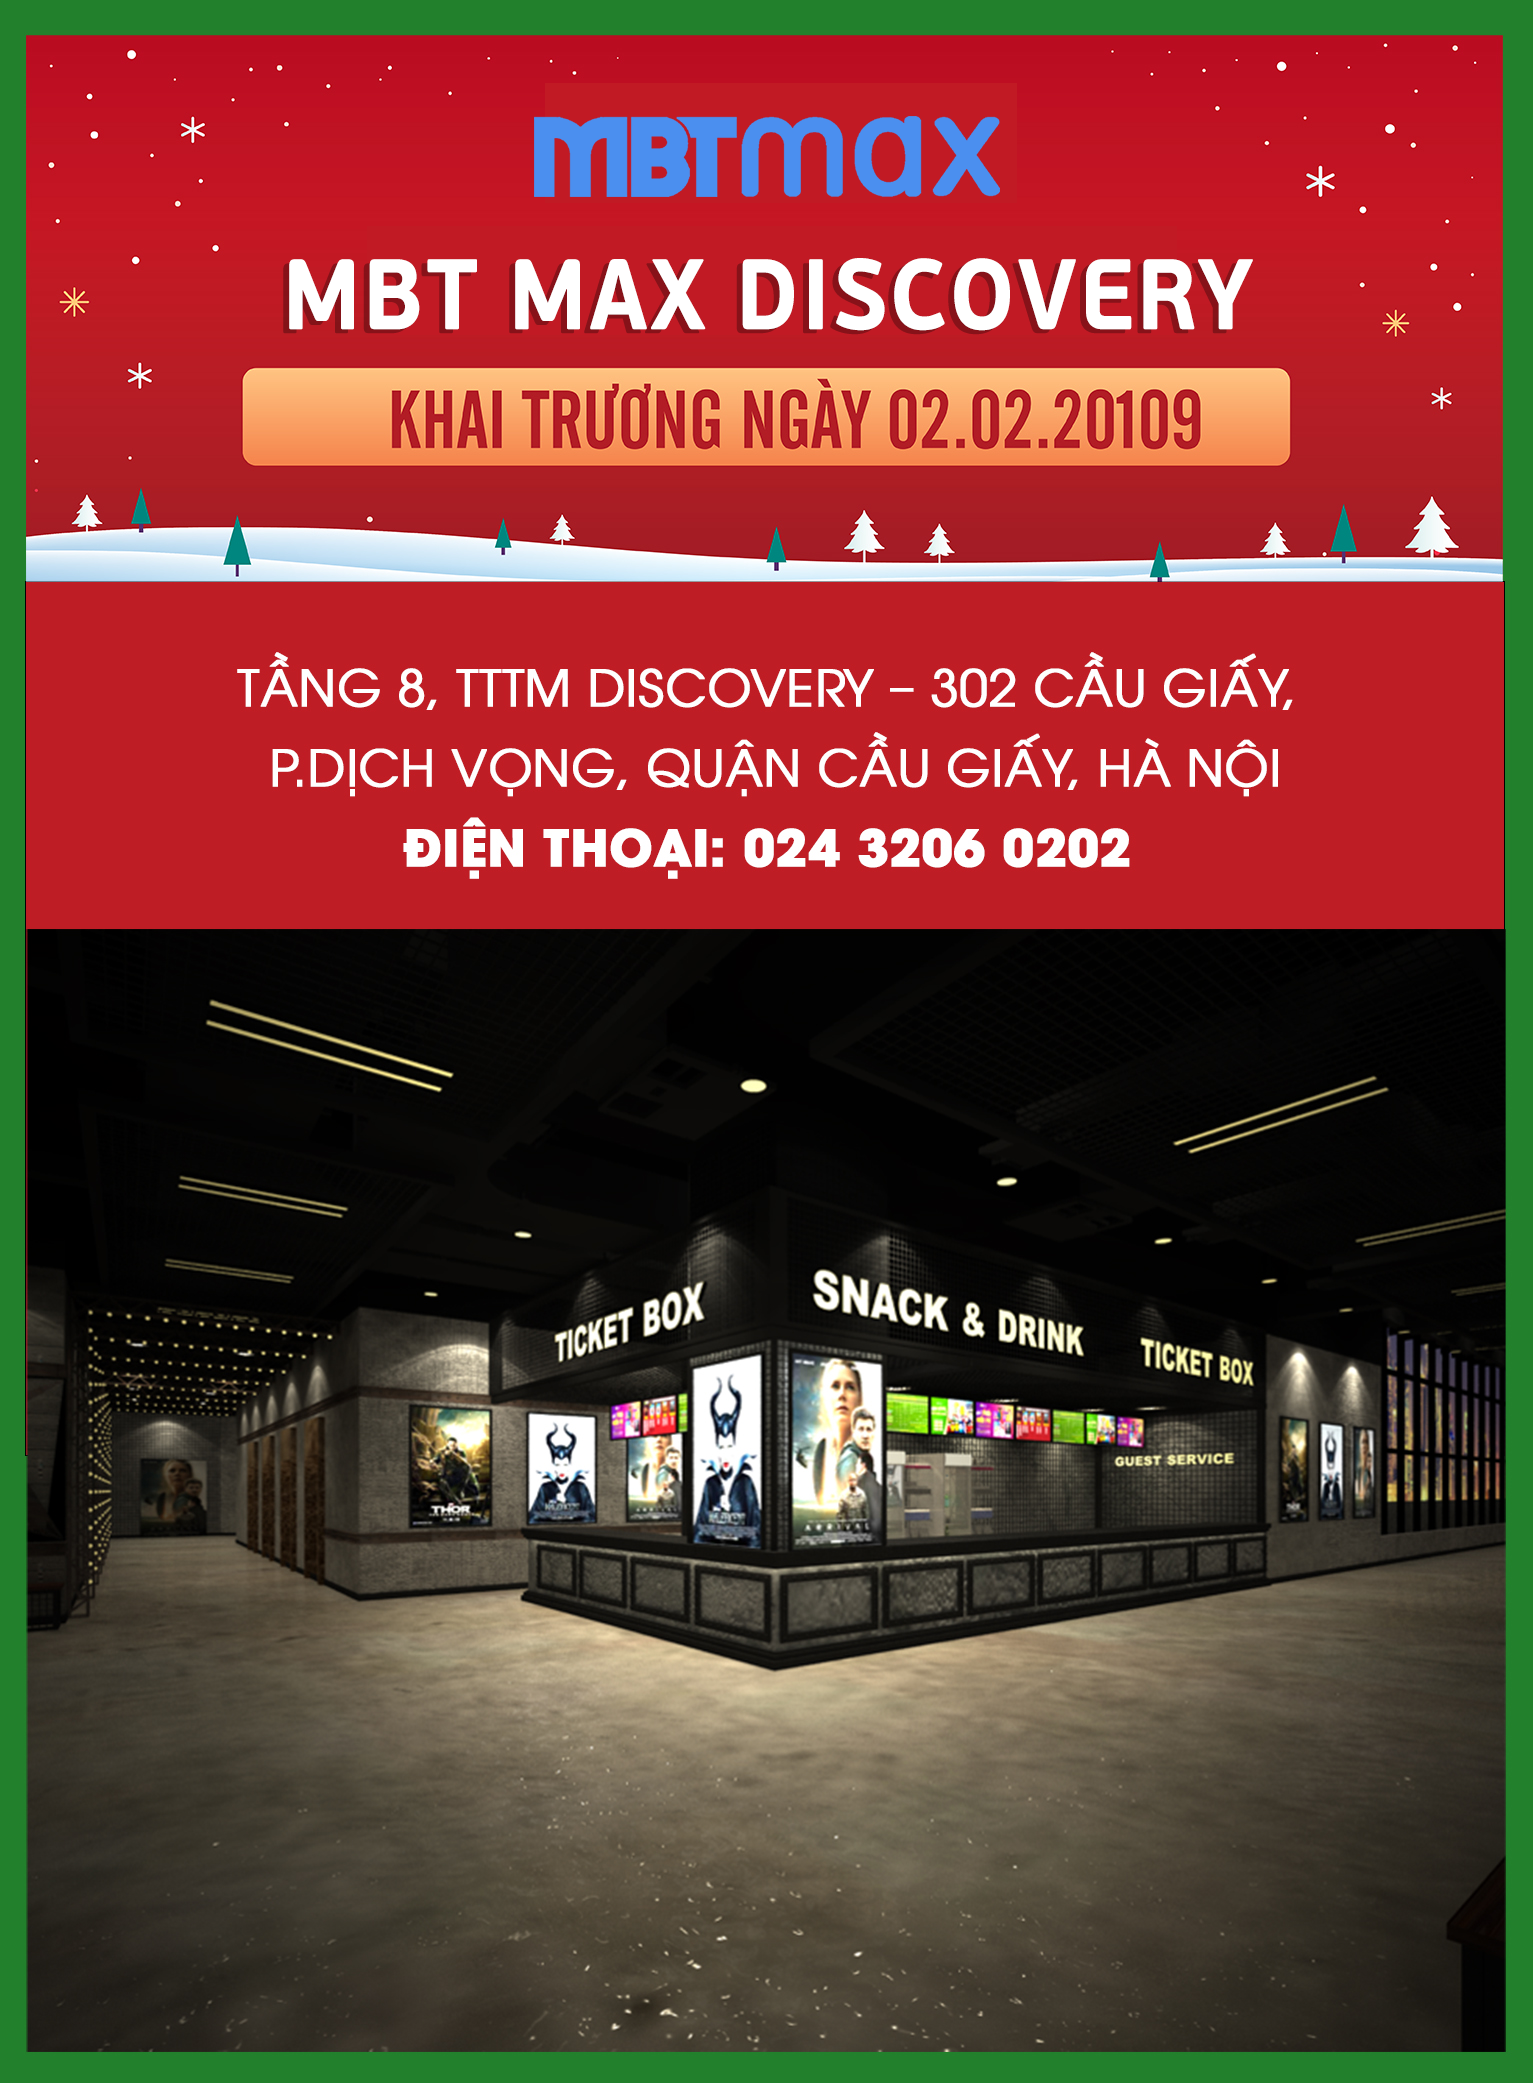 MBTmax
MBT MAX DISCOVERY
KHAI TRƯƠNG NGÀY 02.02.20109
TẦNG 8, TTTM DISCOVERY – 302 CẦU GIẤY,
P.DỊCH VỌNG, QUẬN CẦU GIẤY, HÀ NỘI
ĐIỆN THOẠI: 024 3206 0202
TICKET BOX
SNACK & DRINK
TICKET BOX
GUEST SERVICE
THOR
ARRIVAL